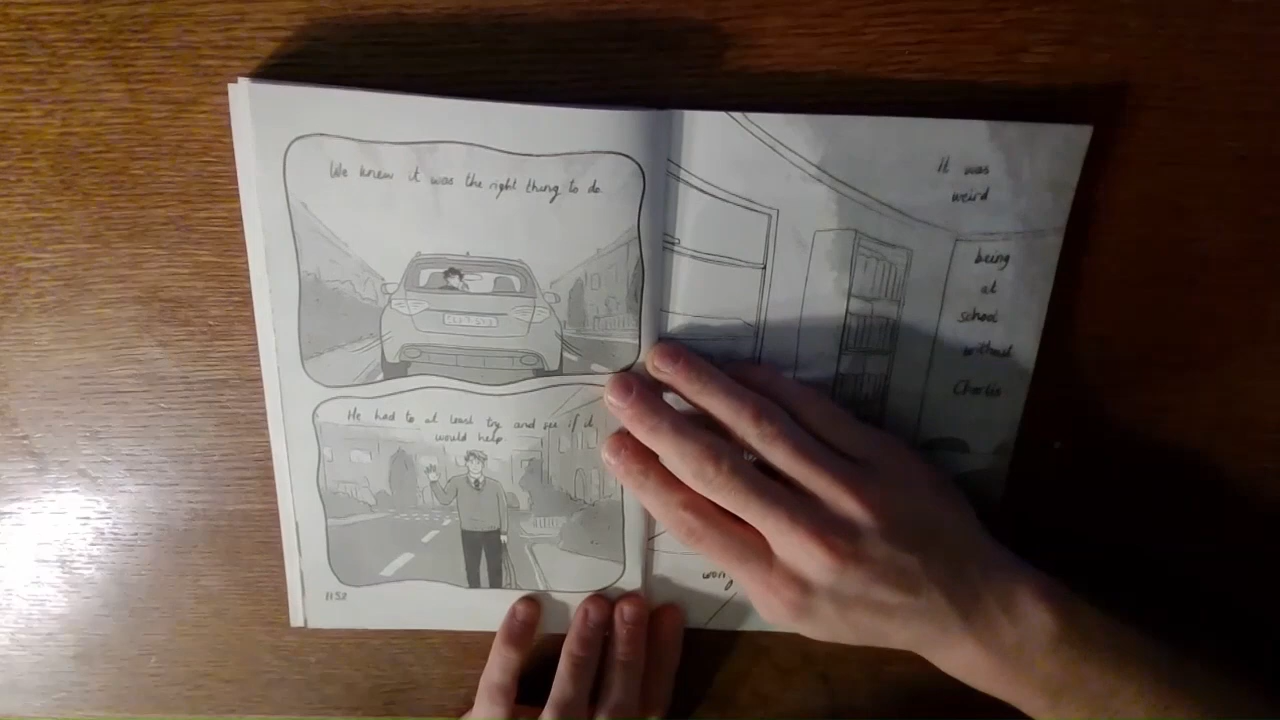 We knew it was the right thing to do.
He had to at least try and see if it
would help.
1152
It was
weird
being
at
school
without
Charlie